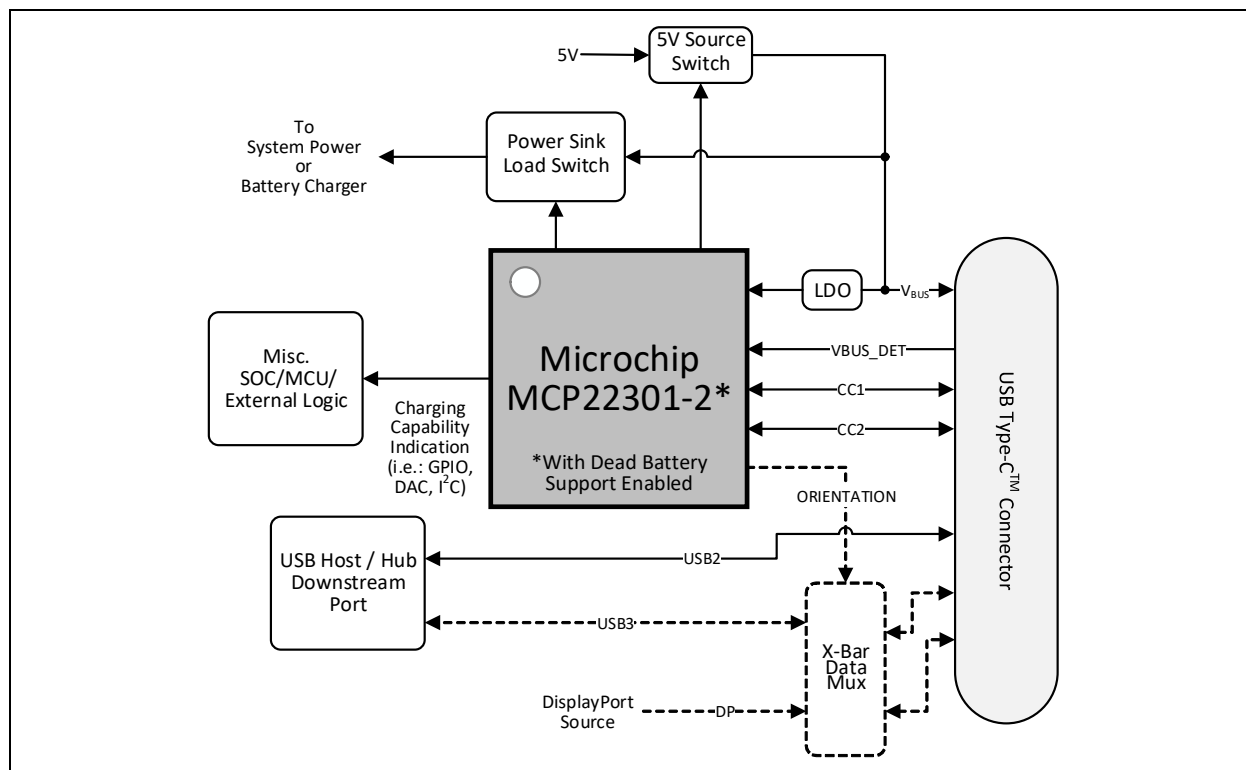 5V
5V Source
Switch
To
System Power
or
Battery Charger
Power Sink
Load Switch
LDO
VBUS
Microchip
MCP22301-2*
*With Dead Battery
Support Enabled
VBUS_DET
CC1
CC2
Misc.
SOC/MCU/
External Logic
Charging
Capability
Indication
(i.e.: GPIO,
DAC, I²C)
ORIENTATION
USB Type-C™ Connector
USB Host / Hub
Downstream
Port
USB2
USB3
X-Bar
Data
Mux
DisplayPort
Source
DP